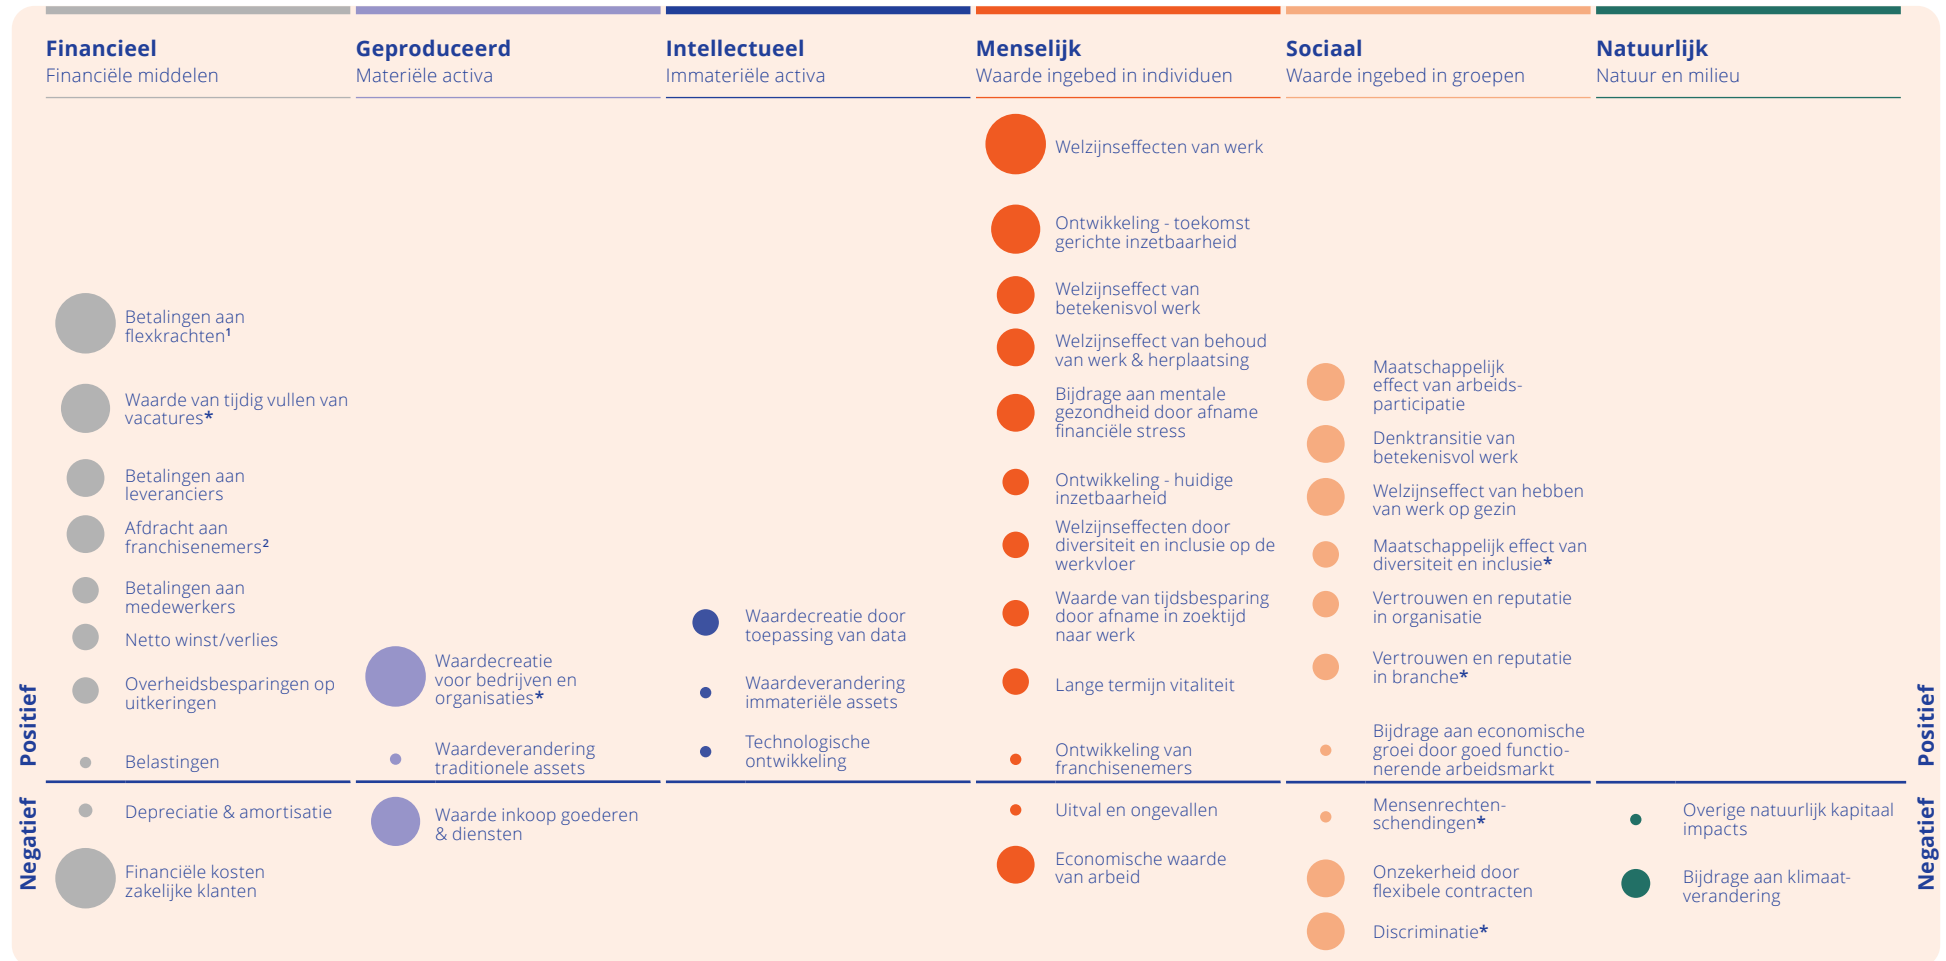 Financieel
Financiële middelen
Betalingen aan
flexkrachten¹
Waarde van tijdig vullen van
vacatures*
Betalingen aan
leveranciers
Afdracht aan
franchisenemers²
Betalingen aan
medewerkers
Netto winst/verlies
Overheidsbesparingen op
uitkeringen
Belastingen
Depreciatie & amortisatie
Financiële kosten
zakelijke klanten
Geproduceerd
Materiële activa
Waardecreatie
voor bedrijven en
organisaties*
Waardeverandering
traditionele assets
Waarde inkoop goederen
& diensten
Intellectueel
Immateriële activa
Waardecreatie door
toepassing van data
Waardeverandering
immateriële assets
Technologische
ontwikkeling
Menselijk
Waarde ingebed in individuen
Welzijnseffecten van werk
Ontwikkeling - toekomst
gerichte inzetbaarheid
Welzijnseffect van
betekenisvol werk
Welzijnseffect van behoud
van werk & herplaatsing
Bijdrage aan mentale
gezondheid door afname
financiële stress
Ontwikkeling - huidige
inzetbaarheid
Welzijnseffecten door
diversiteit en inclusie op de
werkvloer
Waarde van tijdsbesparing
door afname in zoektijd
naar werk
Lange termijn vitaliteit
Ontwikkeling van
franchisenemers
Uitval en ongevallen
Economische waarde
van arbeid
Sociaal
Waarde ingebed in groepen
Maatschappelijk
effect van arbeids-
participatie
Denktransitie van
betekenisvol werk
Welzijnseffect van hebben
van werk op gezin
Maatschappelijk effect van
diversiteit en inclusie*
Vertrouwen en reputatie
in organisatie
Vertrouwen en reputatie
in branche*
Bijdrage aan economische
groei door goed functio-
nerende arbeidsmarkt
Mensenrechten-
schendingen*
Onzekerheid door
flexibele contracten
Discriminatie*
Natuurlijk
Natuur en milieu
Overige natuurlijk kapitaal
impacts
Bijdrage aan klimaat-
verandering
Positief
Negatief
Positief
Negatief